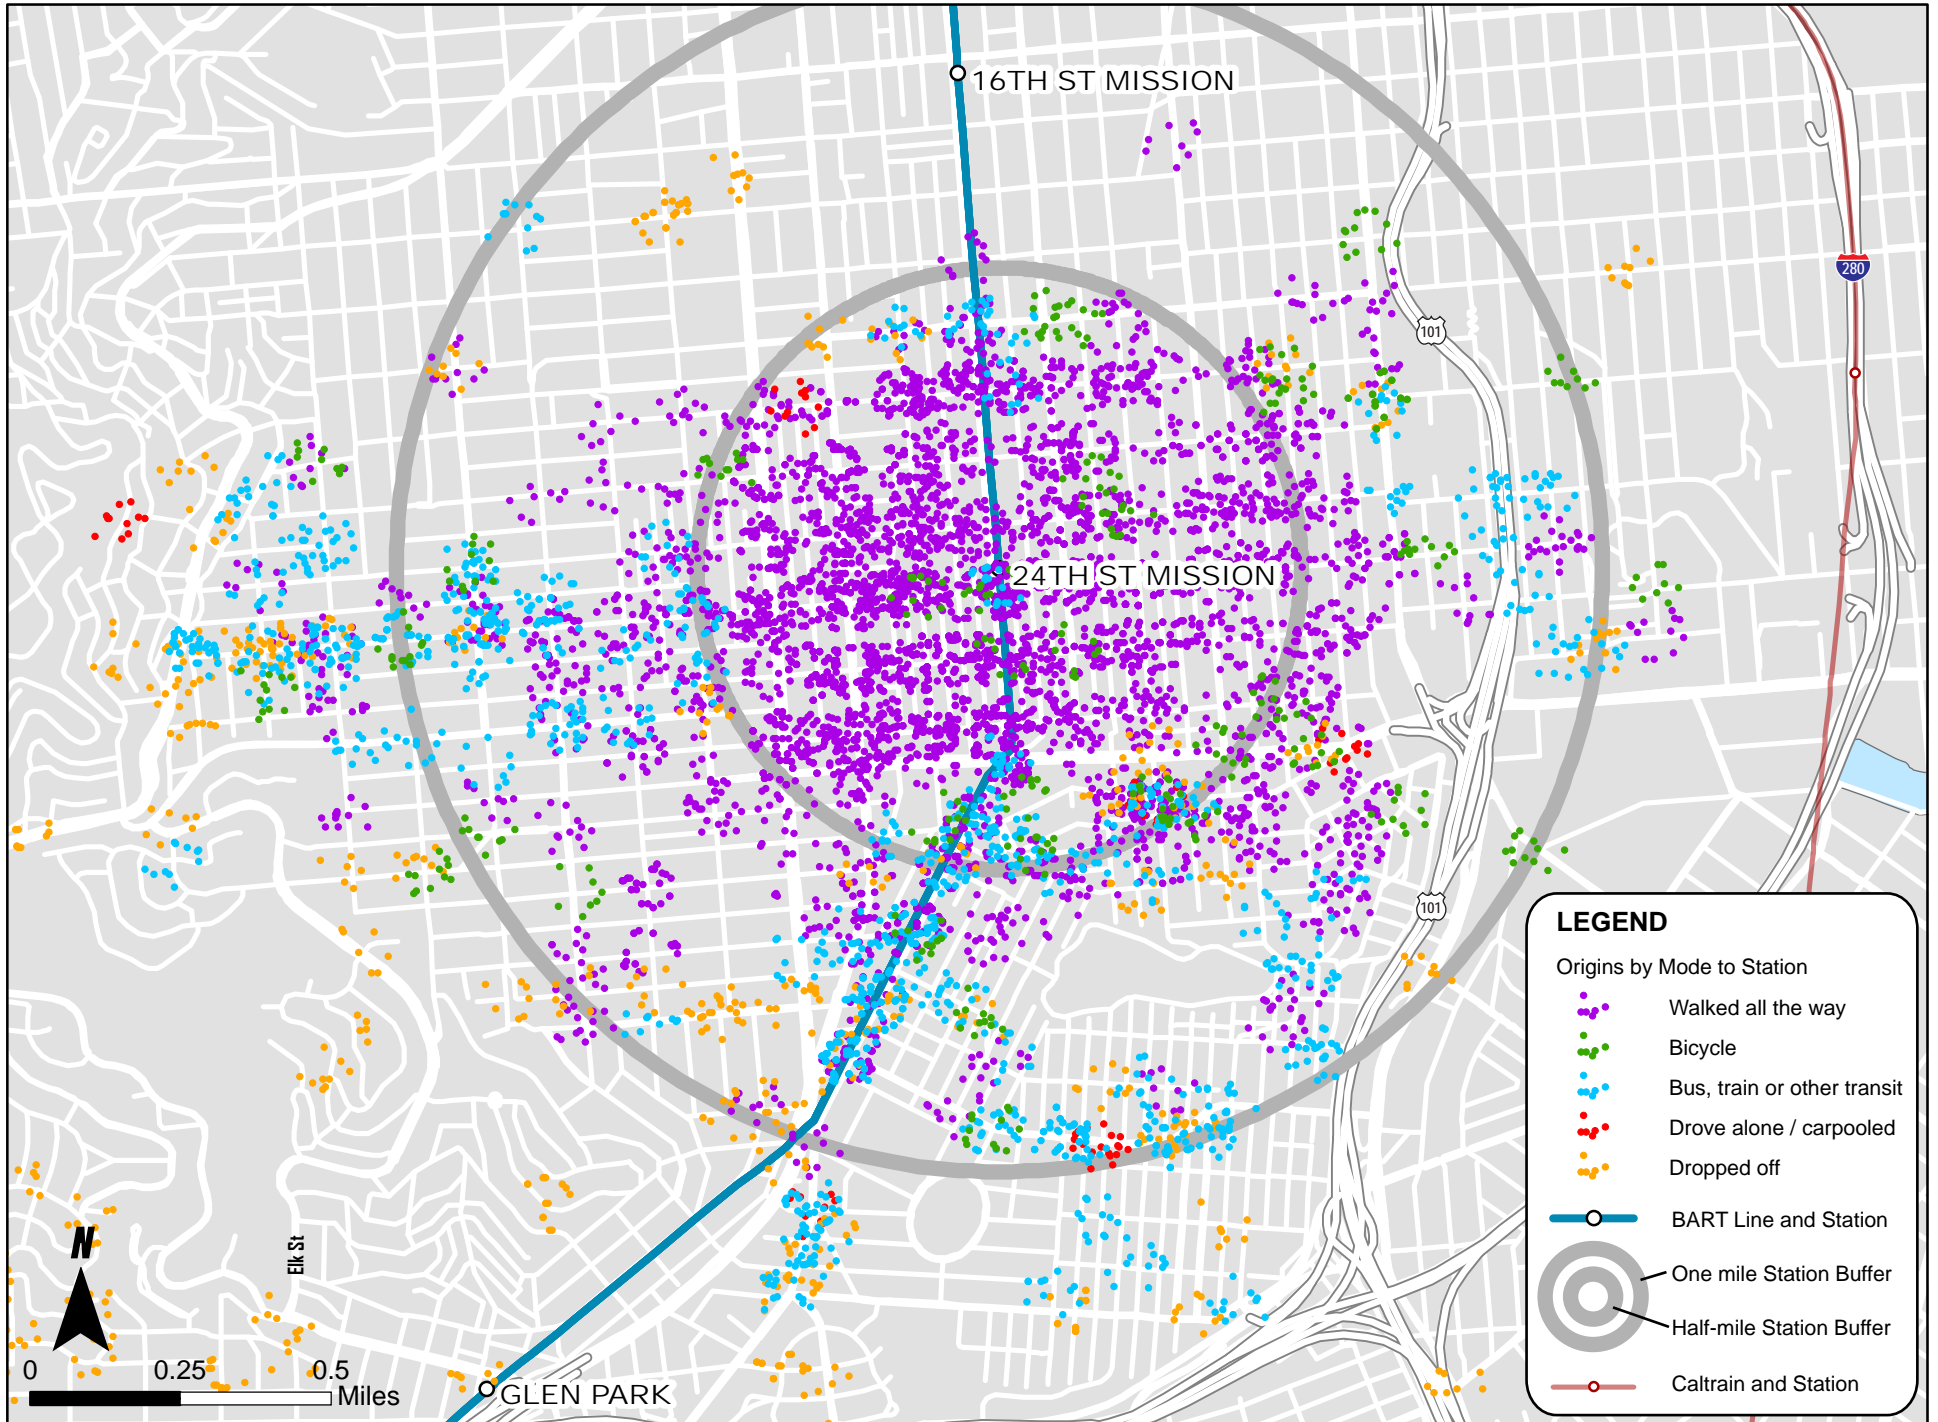 16TH ST MISSION
280
101
24TH ST MISSION
101
LEGEND
Origins by Mode to Station
Walked all the way
Bicycle
Bus, train or other transit
Drove alone / carpooled
Dropped off
BART Line and Station
One mile Station Buffer
Half-mile Station Buffer
Caltrain and Station
N
Elk St
0 0.25 0.5
Miles
GLEN PARK